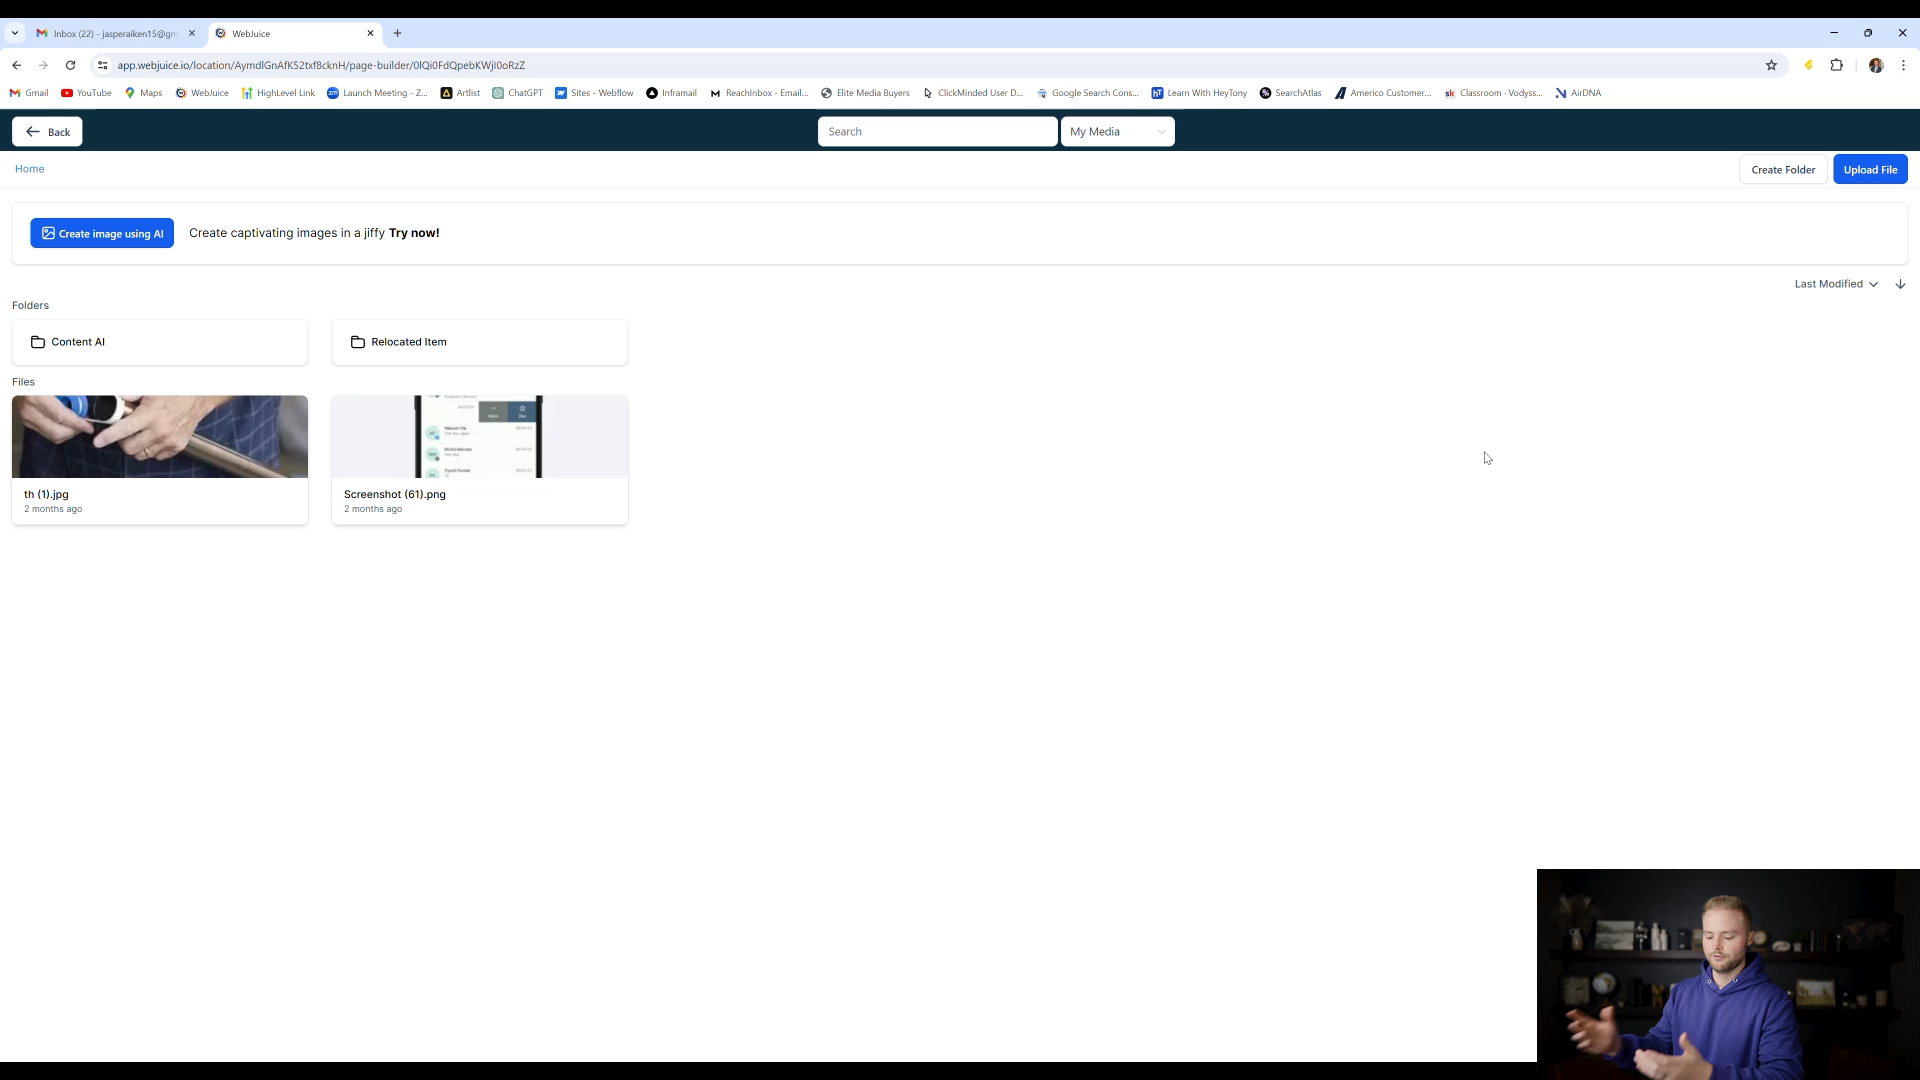 Inbox (22) - jasperaiken15@gm
WebJuice
app.webjuice.io/location/AymdlGnAfK52txf8cknH/page-builder/0lQi0FdQpebKWjl0oRzZ
Gmail YouTube Maps WebJuice HighLevel Link Launch Meeting - Z... Artlist ChatGPT Sites - Webflow Inframail ReachInbox - Email... Elite Media Buyers ClickMinded User D... Google Search Cons... Learn With HeyTony SearchAtlas Americo Customer... Classroom - Vodyss... AirDNA
Back
Search
My Media
Home
Create Folder
Upload File
Create image using AI
Create captivating images in a jiffy Try now!
Last Modified
Folders
Content AI
Relocated Item
Files
th (1).jpg
2 months ago
Screenshot (61).png
2 months ago